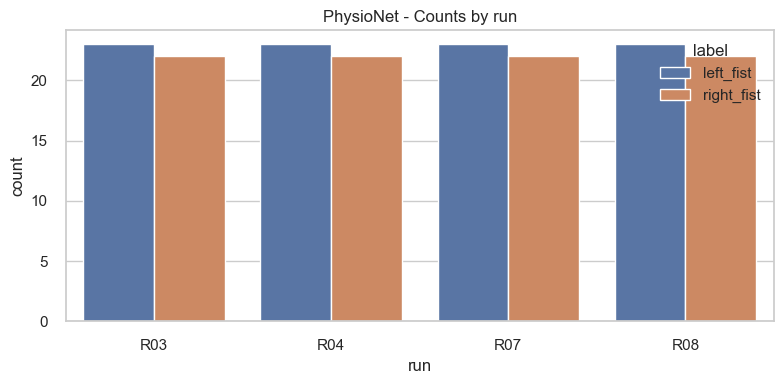 PhysioNet - Counts by run
label
left_fist
right_fist
count
20
15
10
5
0
R03 R04 R07 R08
run